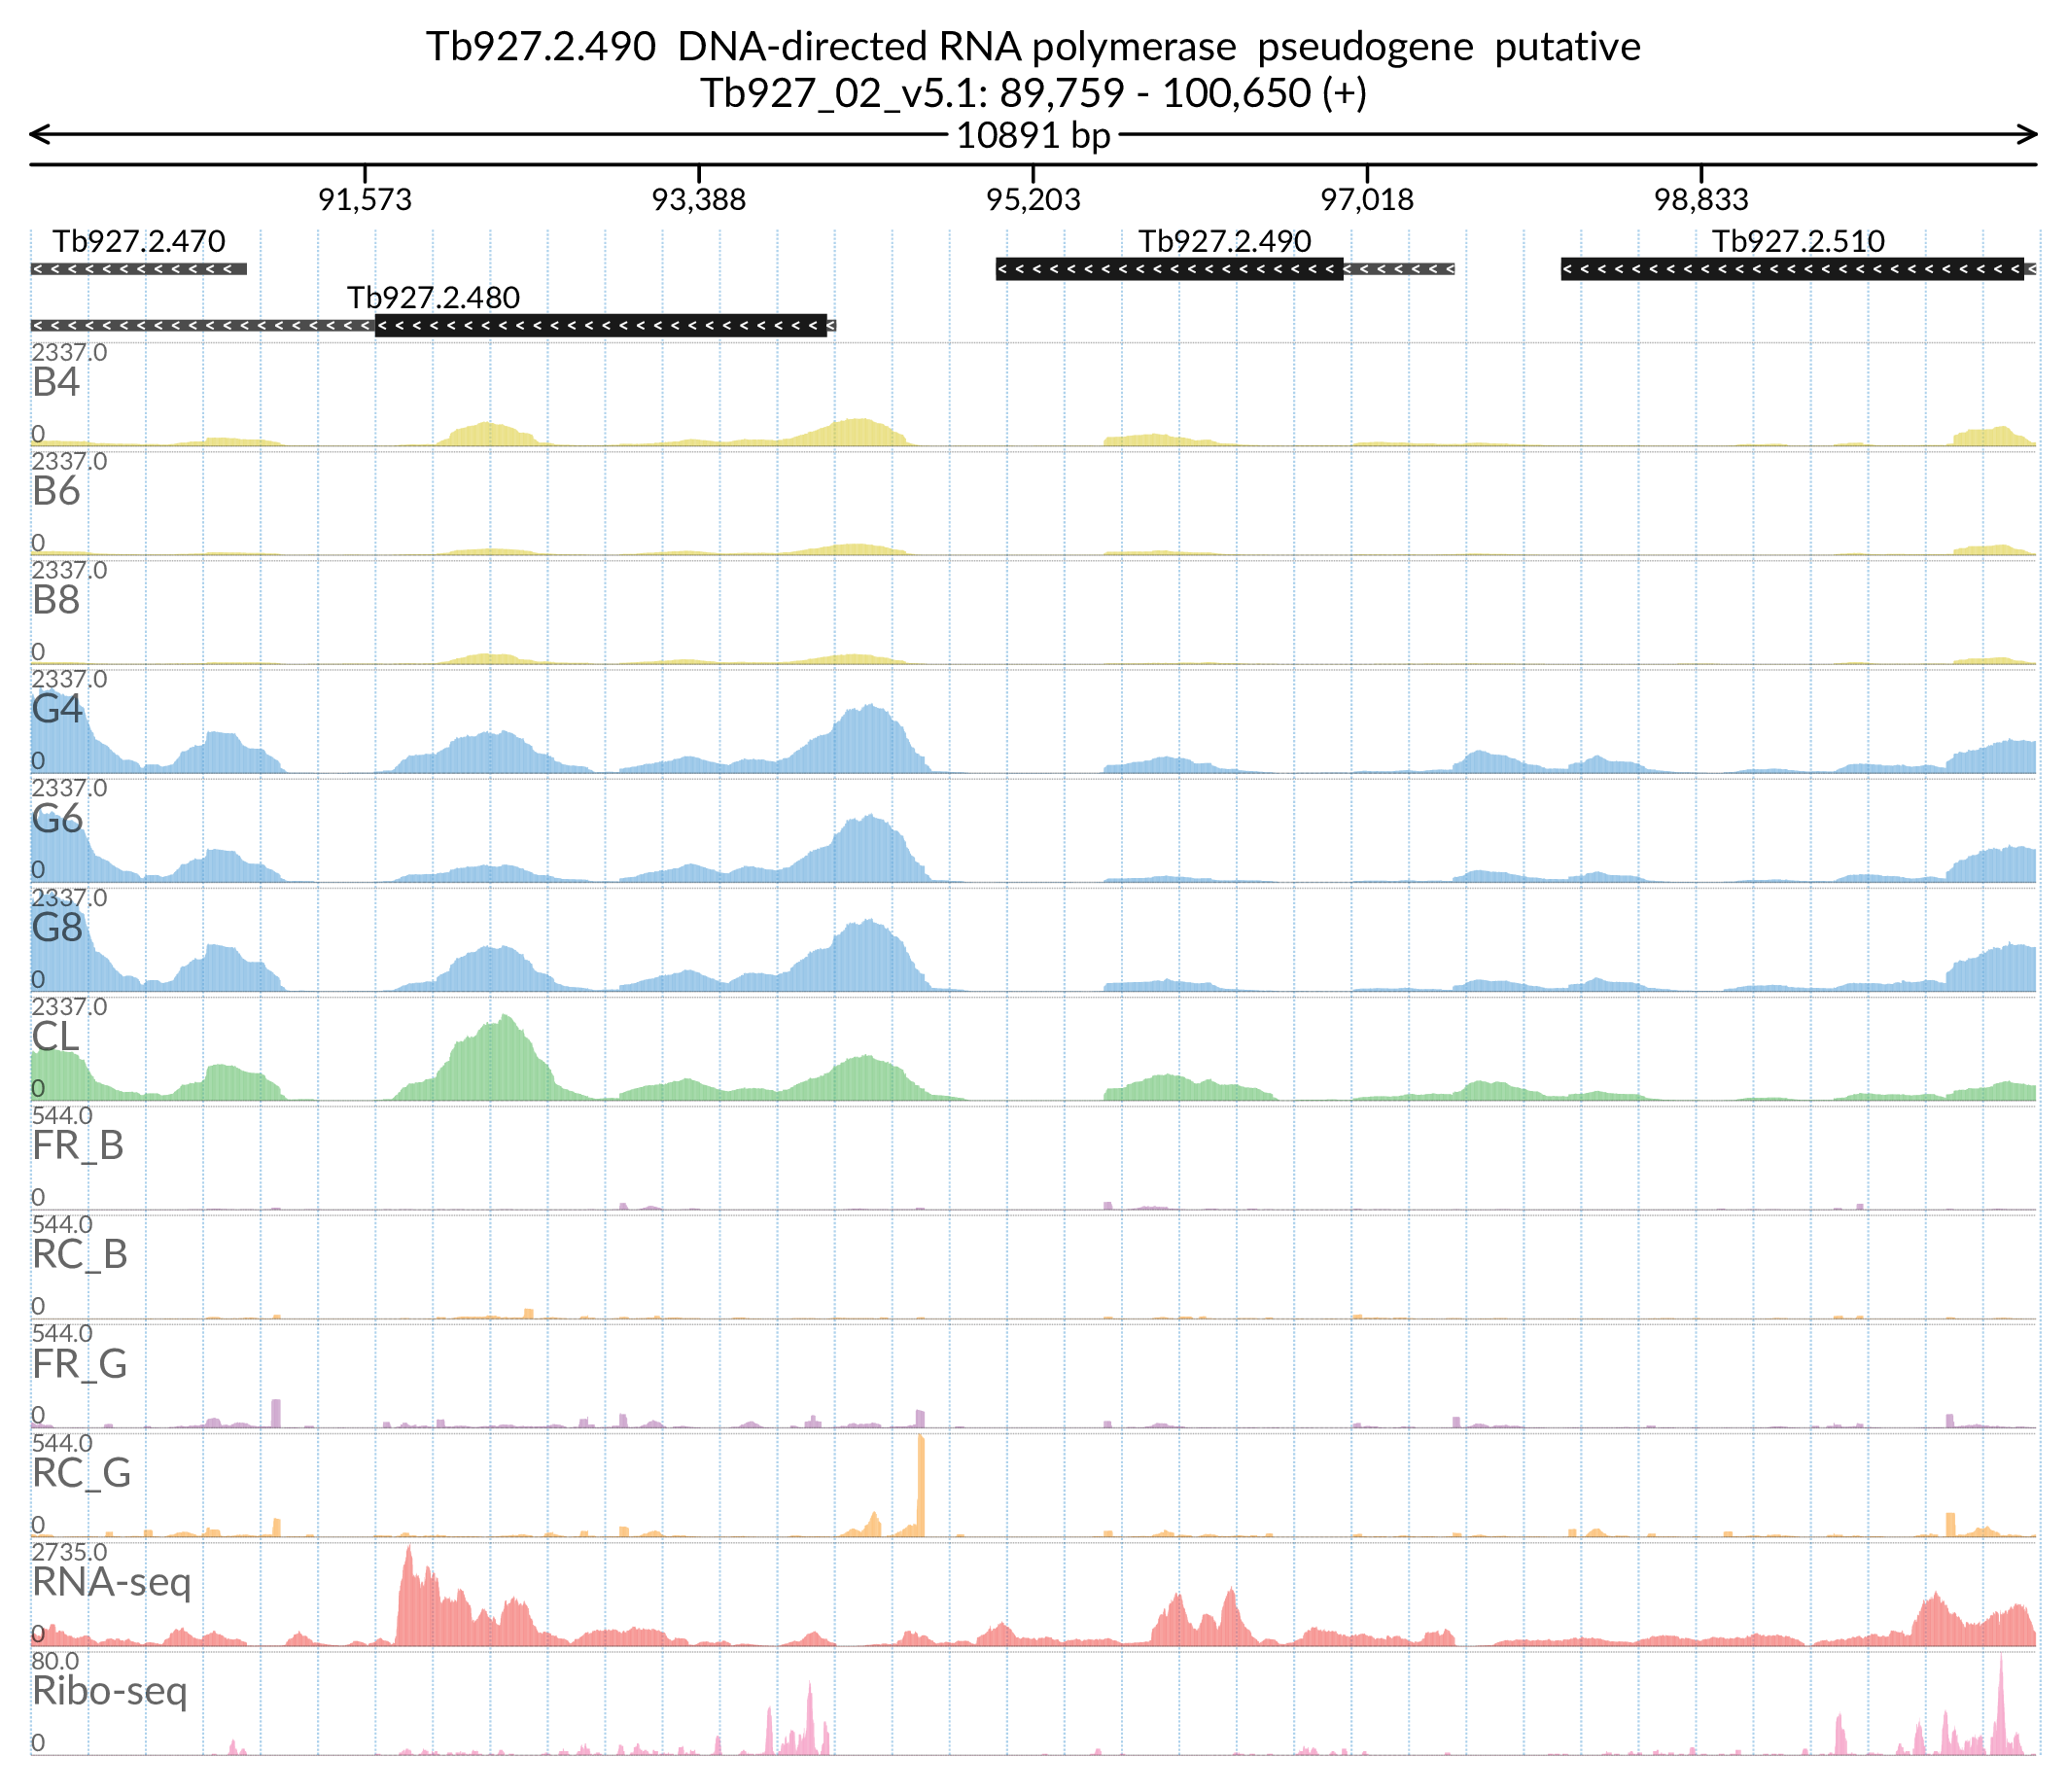 Tb927.2.490  DNA-directed RNA polymerase  pseudogene  putative
Tb927_02_v5.1: 89,759 - 100,650 (+)
10891 bp
91,573 93,388 95,203 97,018 98,833
Tb927.2.470 Tb927.2.490 Tb927.2.510
Tb927.2.480
2337.0
B4
0
2337.0
B6
0
2337.0
B8
0
2337.0
G4
0
2337.0
G6
0
2337.0
G8
0
2337.0
CL
0
544.0
FR_B
0
544.0
RC_B
0
544.0
FR_G
0
544.0
RC_G
0
2735.0
RNA-seq
0
80.0
Ribo-seq
0